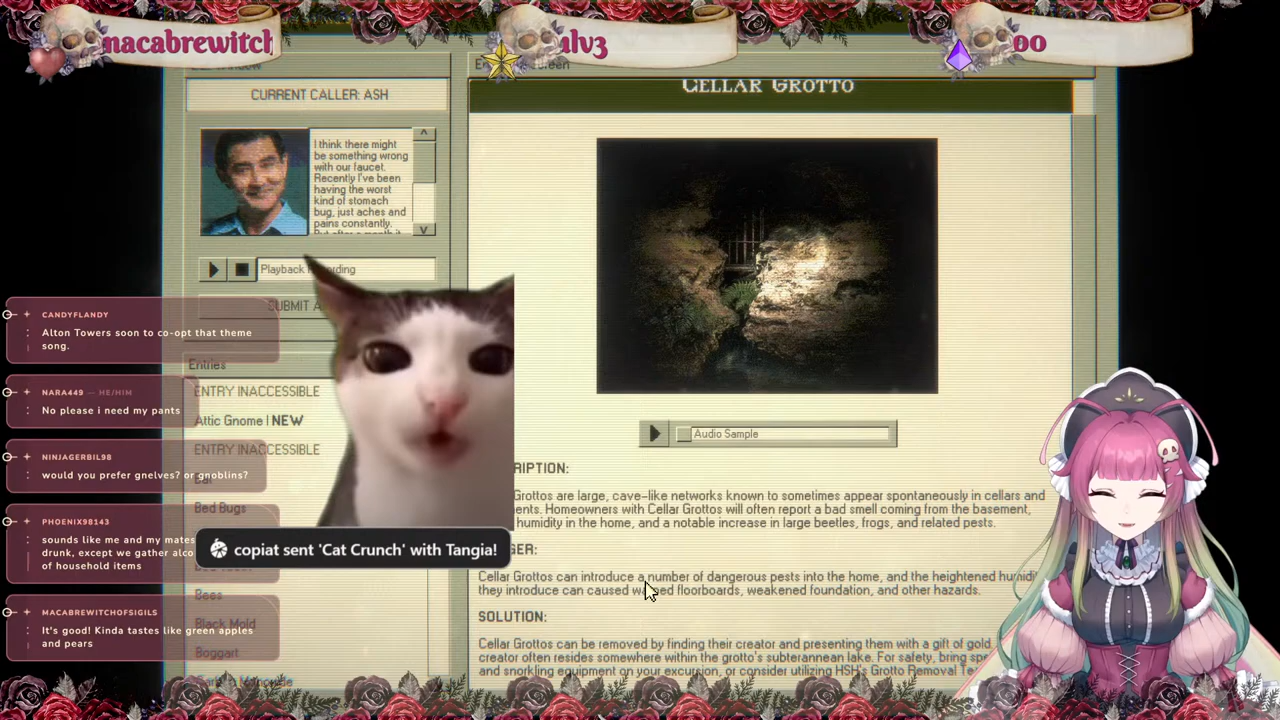 macabrewitch
ulv3
00
CURRENT CALLER: ASH
I think there might
be something wrong
with our faucet.
Recently I've been
having the worst
kind of stomach
bug, just aches and
pains constantly.
But after a month it
Playback
SUBMIT A
Entries
ENTRY INACCESSIBLE
Attic Gnome | NEW
ENTRY INACCESSIBLE
Bed Bugs
Bees
Black Mold
Boggart
CELLAR GROTTO
Audio Sample
RIPTION:
Grottos are large, cave-like networks known to sometimes appear spontaneously in cellars and
ents. Homeowners with Cellar Grottos will often report a bad smell coming from the basement,
humidity in the home, and a notable increase in large beetles, frogs, and related pests.
GER:
Cellar Grottos can introduce a number of dangerous pests into the home, and the heightened humidi
they introduce can caused warped floorboards, weakened foundation, and other hazards.
SOLUTION:
Cellar Grottos can be removed by finding their creator and presenting them with a gift of gold
creator often resides somewhere within the grotto's subterannean lake. For safety, bring sp
and snorkling equipment on your excursion, or consider utilizing HSH's Grotto Removal Te
CANDYFLANDY
Alton Towers soon to co-opt that theme
song.
NARA449 — HE/HIM
No please i need my pants
NINJAGERBIL98
would you prefer gnelves? or gnoblins?
PHOENIX98143
sounds like me and my mates
drunk, except we gather alco
of household items
MACABREWITCHOFSIGILS
It's good! Kinda tastes like green apples
and pears
copiat sent 'Cat Crunch' with Tangia!